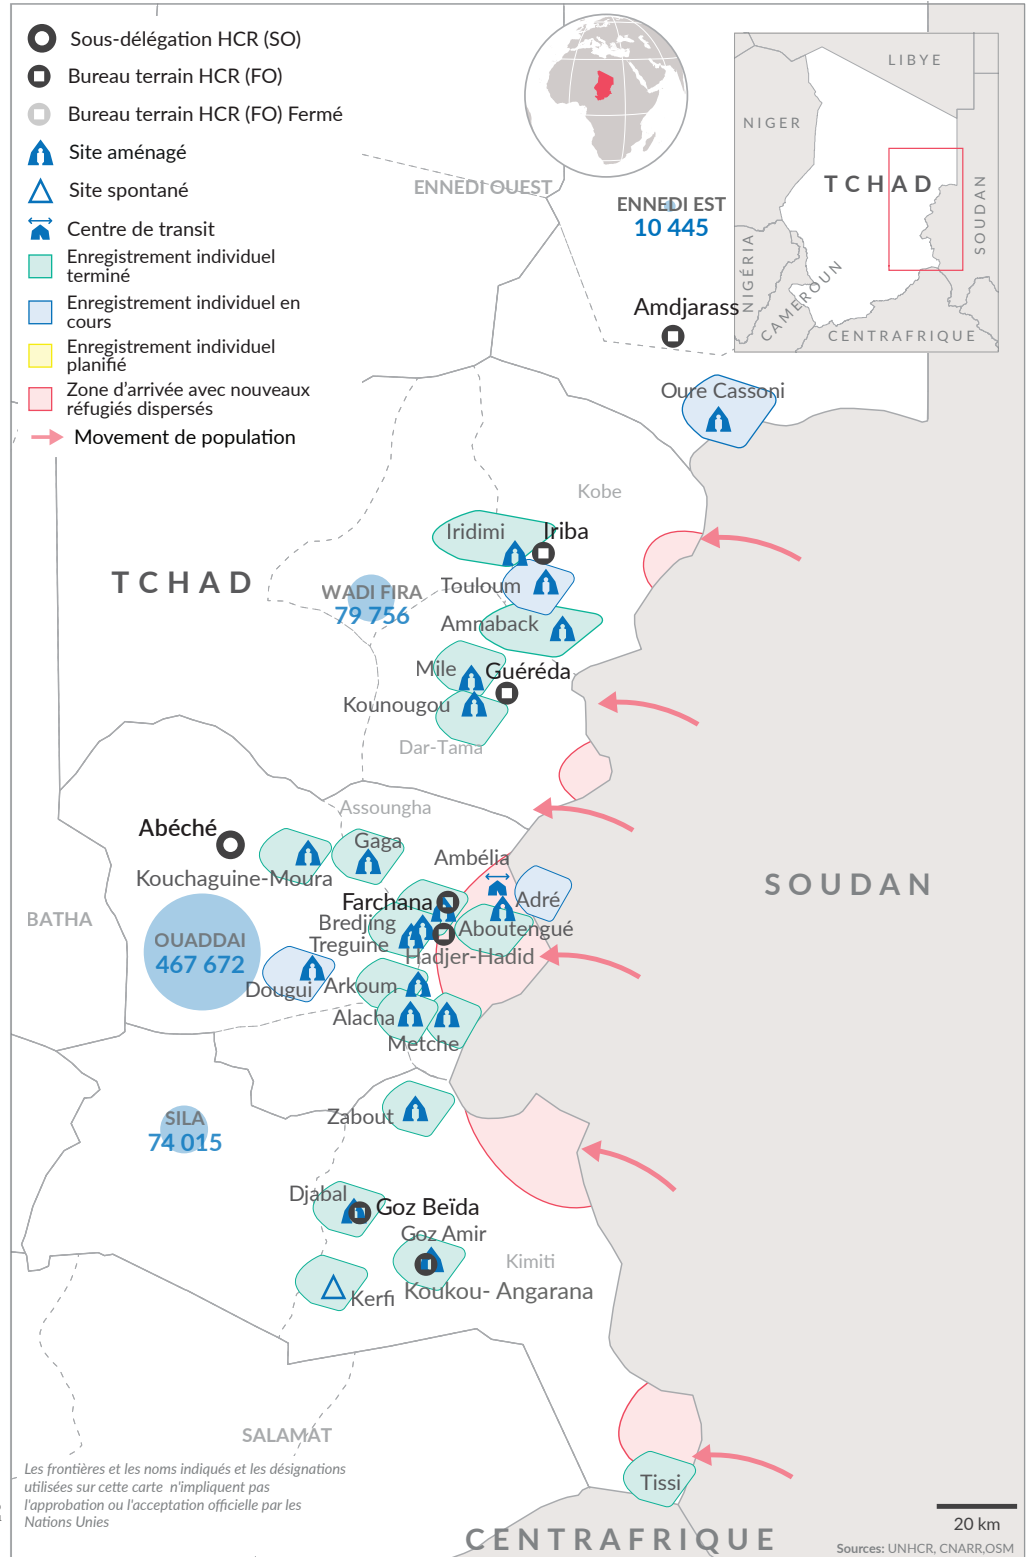 Sous-délégation HCR (SO)
Bureau terrain HCR (FO)
Bureau terrain HCR (FO) Fermé
Site aménagé
Site spontané
Centre de transit
Enregistrement individuel
terminé
Enregistrement individuel en
cours
Enregistrement individuel
planifié
Zone d'arrivée avec nouveaux
réfugiés dispersés
Movement de population
LIBYE
NIGER
TCHAD
SOUDAN
NIGÉRIA
CAMEROUN
CENTRAFRIQUE
ENNEDI OUEST
ENNEDI EST
10 445
Amdjarass
Oure Cassoni
Kobe
Iridimi
Iriba
TCHAD
WADI FIRA
79 756
Touloum
Amnaback
Mile
Guéréda
Kounougou
Dar-Tama
Assoungha
Abéché
Gaga
Ambélia
Kouchaguine-Moura
Farchana
Adré
SOUDAN
BATHA
Bredjing
Aboutengué
OUADDAI
467 672
Treguine
Hadjer-Hadid
Dougui
Arkoum
Alacha
Metche
SILA
74 015
Zabout
Djabal
Goz Beïda
Goz Amir
Kimiti
Kerfi
Koukou- Angarana
SALAMAT
Tissi
Les frontières et les noms indiqués et les désignations
utilisées sur cette carte n'impliquent pas
l'approbation ou l'acceptation officielle par les
Nations Unies
20 km
CENTRAFRIQUE
Sources: UNHCR, CNARR,OSM